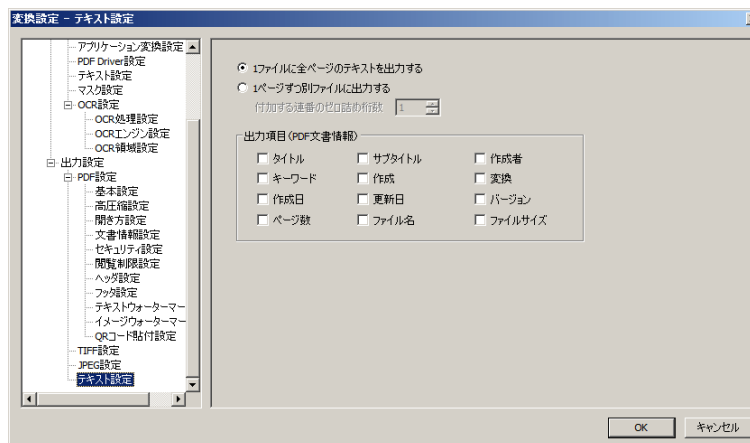 変換設定 - テキスト設定
アプリケーション変換設定
PDF Driver設定
テキスト設定
マスク設定
OCR設定
OCR処理設定
OCRエンジン設定
OCR領域設定
出力設定
PDF設定
基本設定
高圧縮設定
開き方設定
文書情報設定
セキュリティ設定
閲覧制限設定
ヘッダ設定
フッタ設定
テキストウォーターマー
イメージウォーターマー
QRコード貼付設定
TIFF設定
JPEG設定
テキスト設定
1ファイルに全ページのテキストを出力する
1ページずつ別ファイルに出力する
付加する連番のゼロ詰め桁数 1
出力項目(PDF文書情報)
タイトル サブタイトル 作成者
キーワード 作成 変換
作成日 更新日 バージョン
ページ数 ファイル名 ファイルサイズ
OK キャンセル